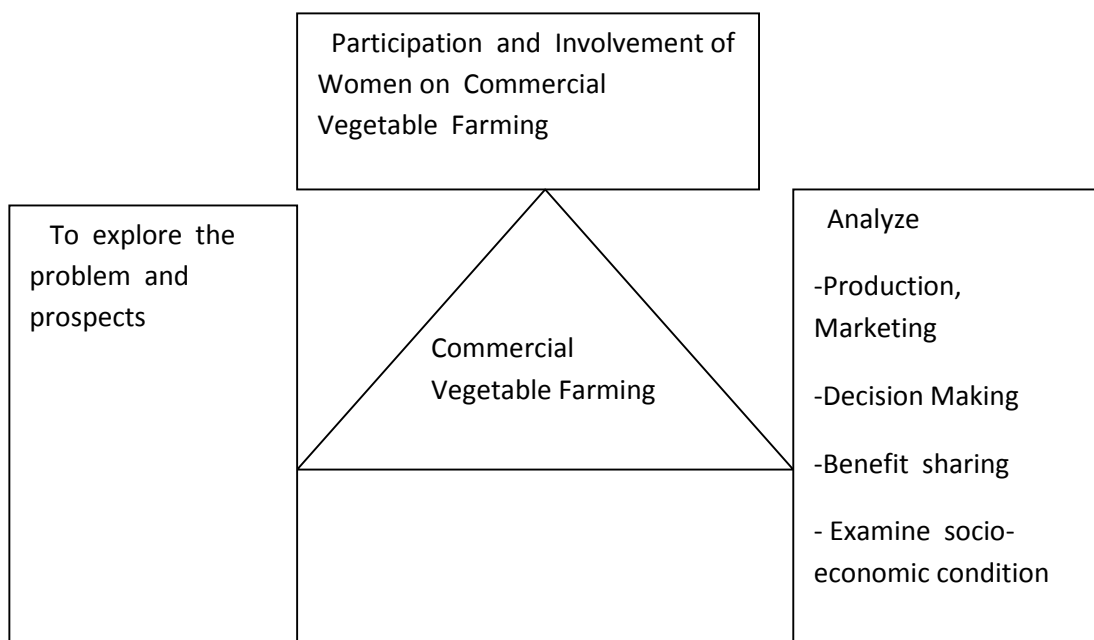 Participation and Involvement of
Women on Commercial
Vegetable Farming
To explore the
problem and
prospects
Commercial
Vegetable Farming
Analyze
-Production,
Marketing
-Decision Making
-Benefit sharing
- Examine socio-
economic condition